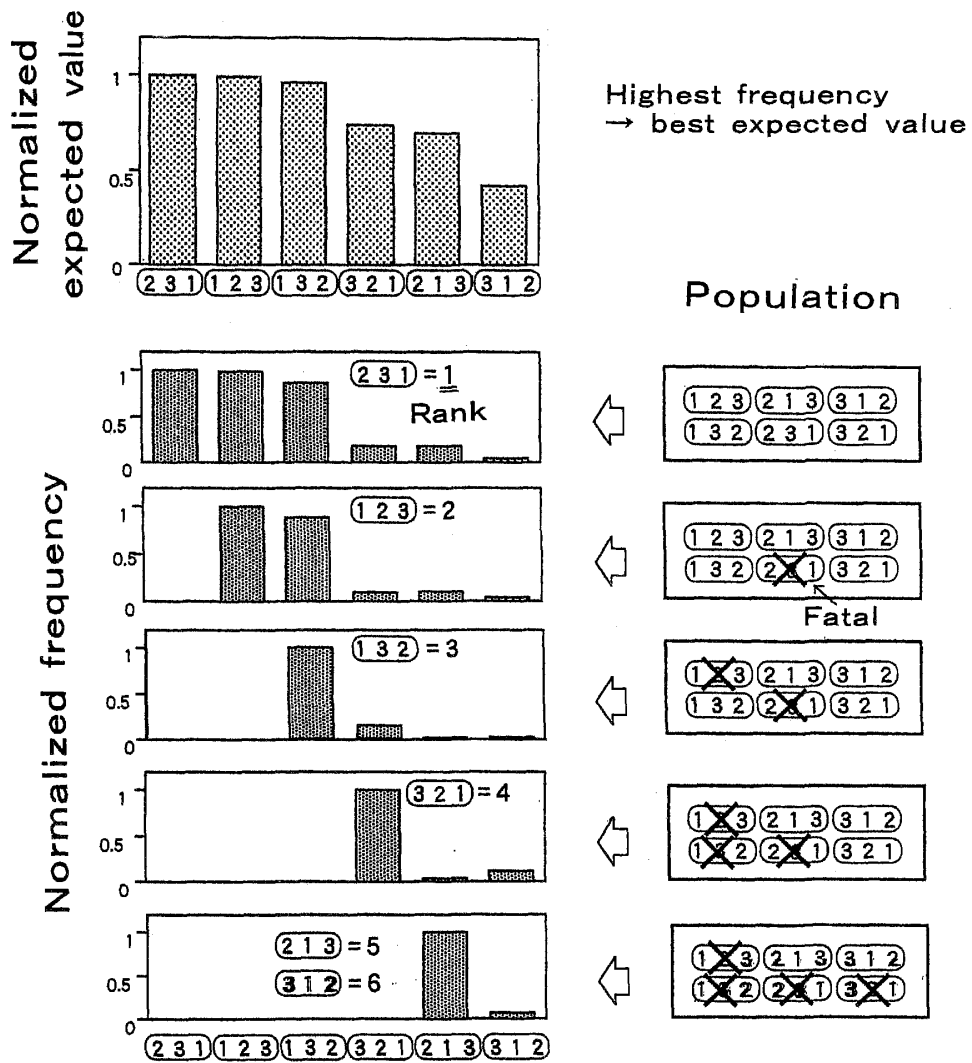 Normalized
expected value
1
0.5
0
2 3 1 1 2 3 1 3 2 3 2 1 2 1 3 3 1 2
Highest frequency
→ best expected value
Population
Normalized frequency
1
0.5
0
2 3 1 = 1
Rank
1 2 3 2 1 3 3 1 2
1 3 2 2 3 1 3 2 1
1
0.5
0
1 2 3 = 2
1 2 3 2 1 3 3 1 2
1 3 2 2 3 1 3 2 1
Fatal
1
0.5
0
1 3 2 = 3
1 2 3 2 1 3 3 1 2
1 3 2 2 3 1 3 2 1
1
0.5
0
3 2 1 = 4
1 2 3 2 1 3 3 1 2
1 3 2 2 3 1 3 2 1
1
0.5
0
2 1 3 = 5
3 1 2 = 6
1 2 3 2 1 3 3 1 2
1 3 2 2 3 1 3 2 1
2 3 1 1 2 3 1 3 2 3 2 1 2 1 3 3 1 2